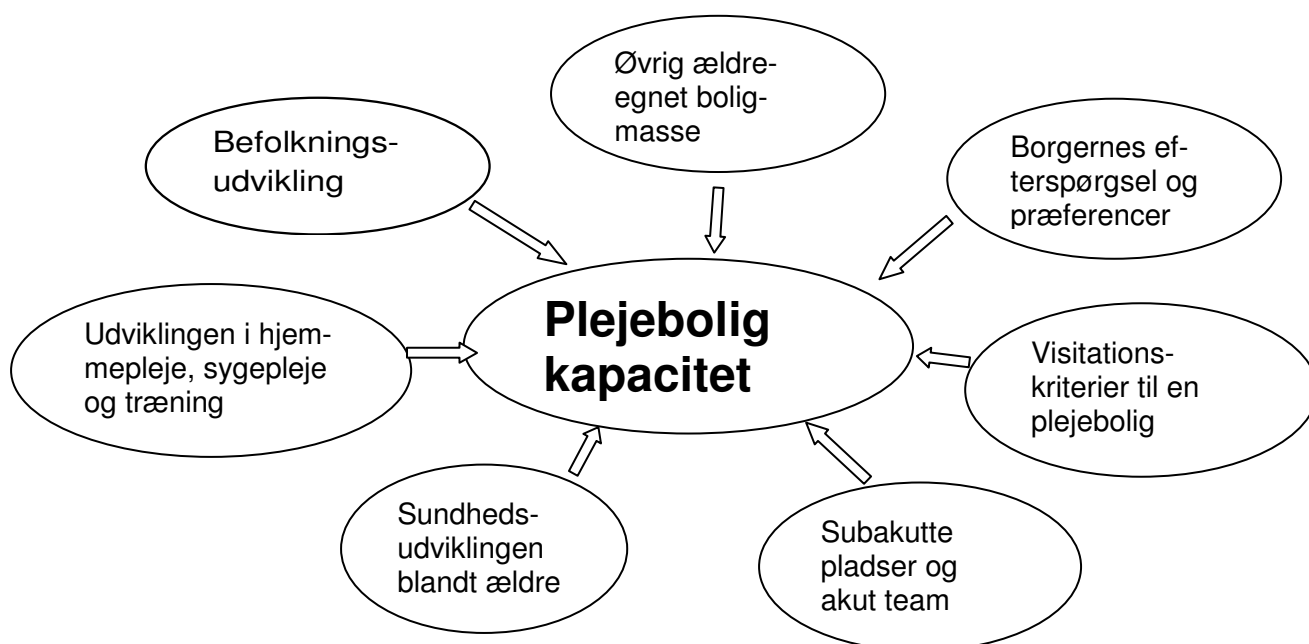 Øvrig ældre-
egnet bolig-
masse
Befolknings-
udvikling
Borgernes ef-
terspørgsel og
præferencer
Plejebolig
kapacitet
Udviklingen i hjem-
mepleje, sygepleje
og træning
Visitations-
kriterier til en
plejebolig
Sundheds-
udviklingen
blandt ældre
Subakutte
pladser og
akut team